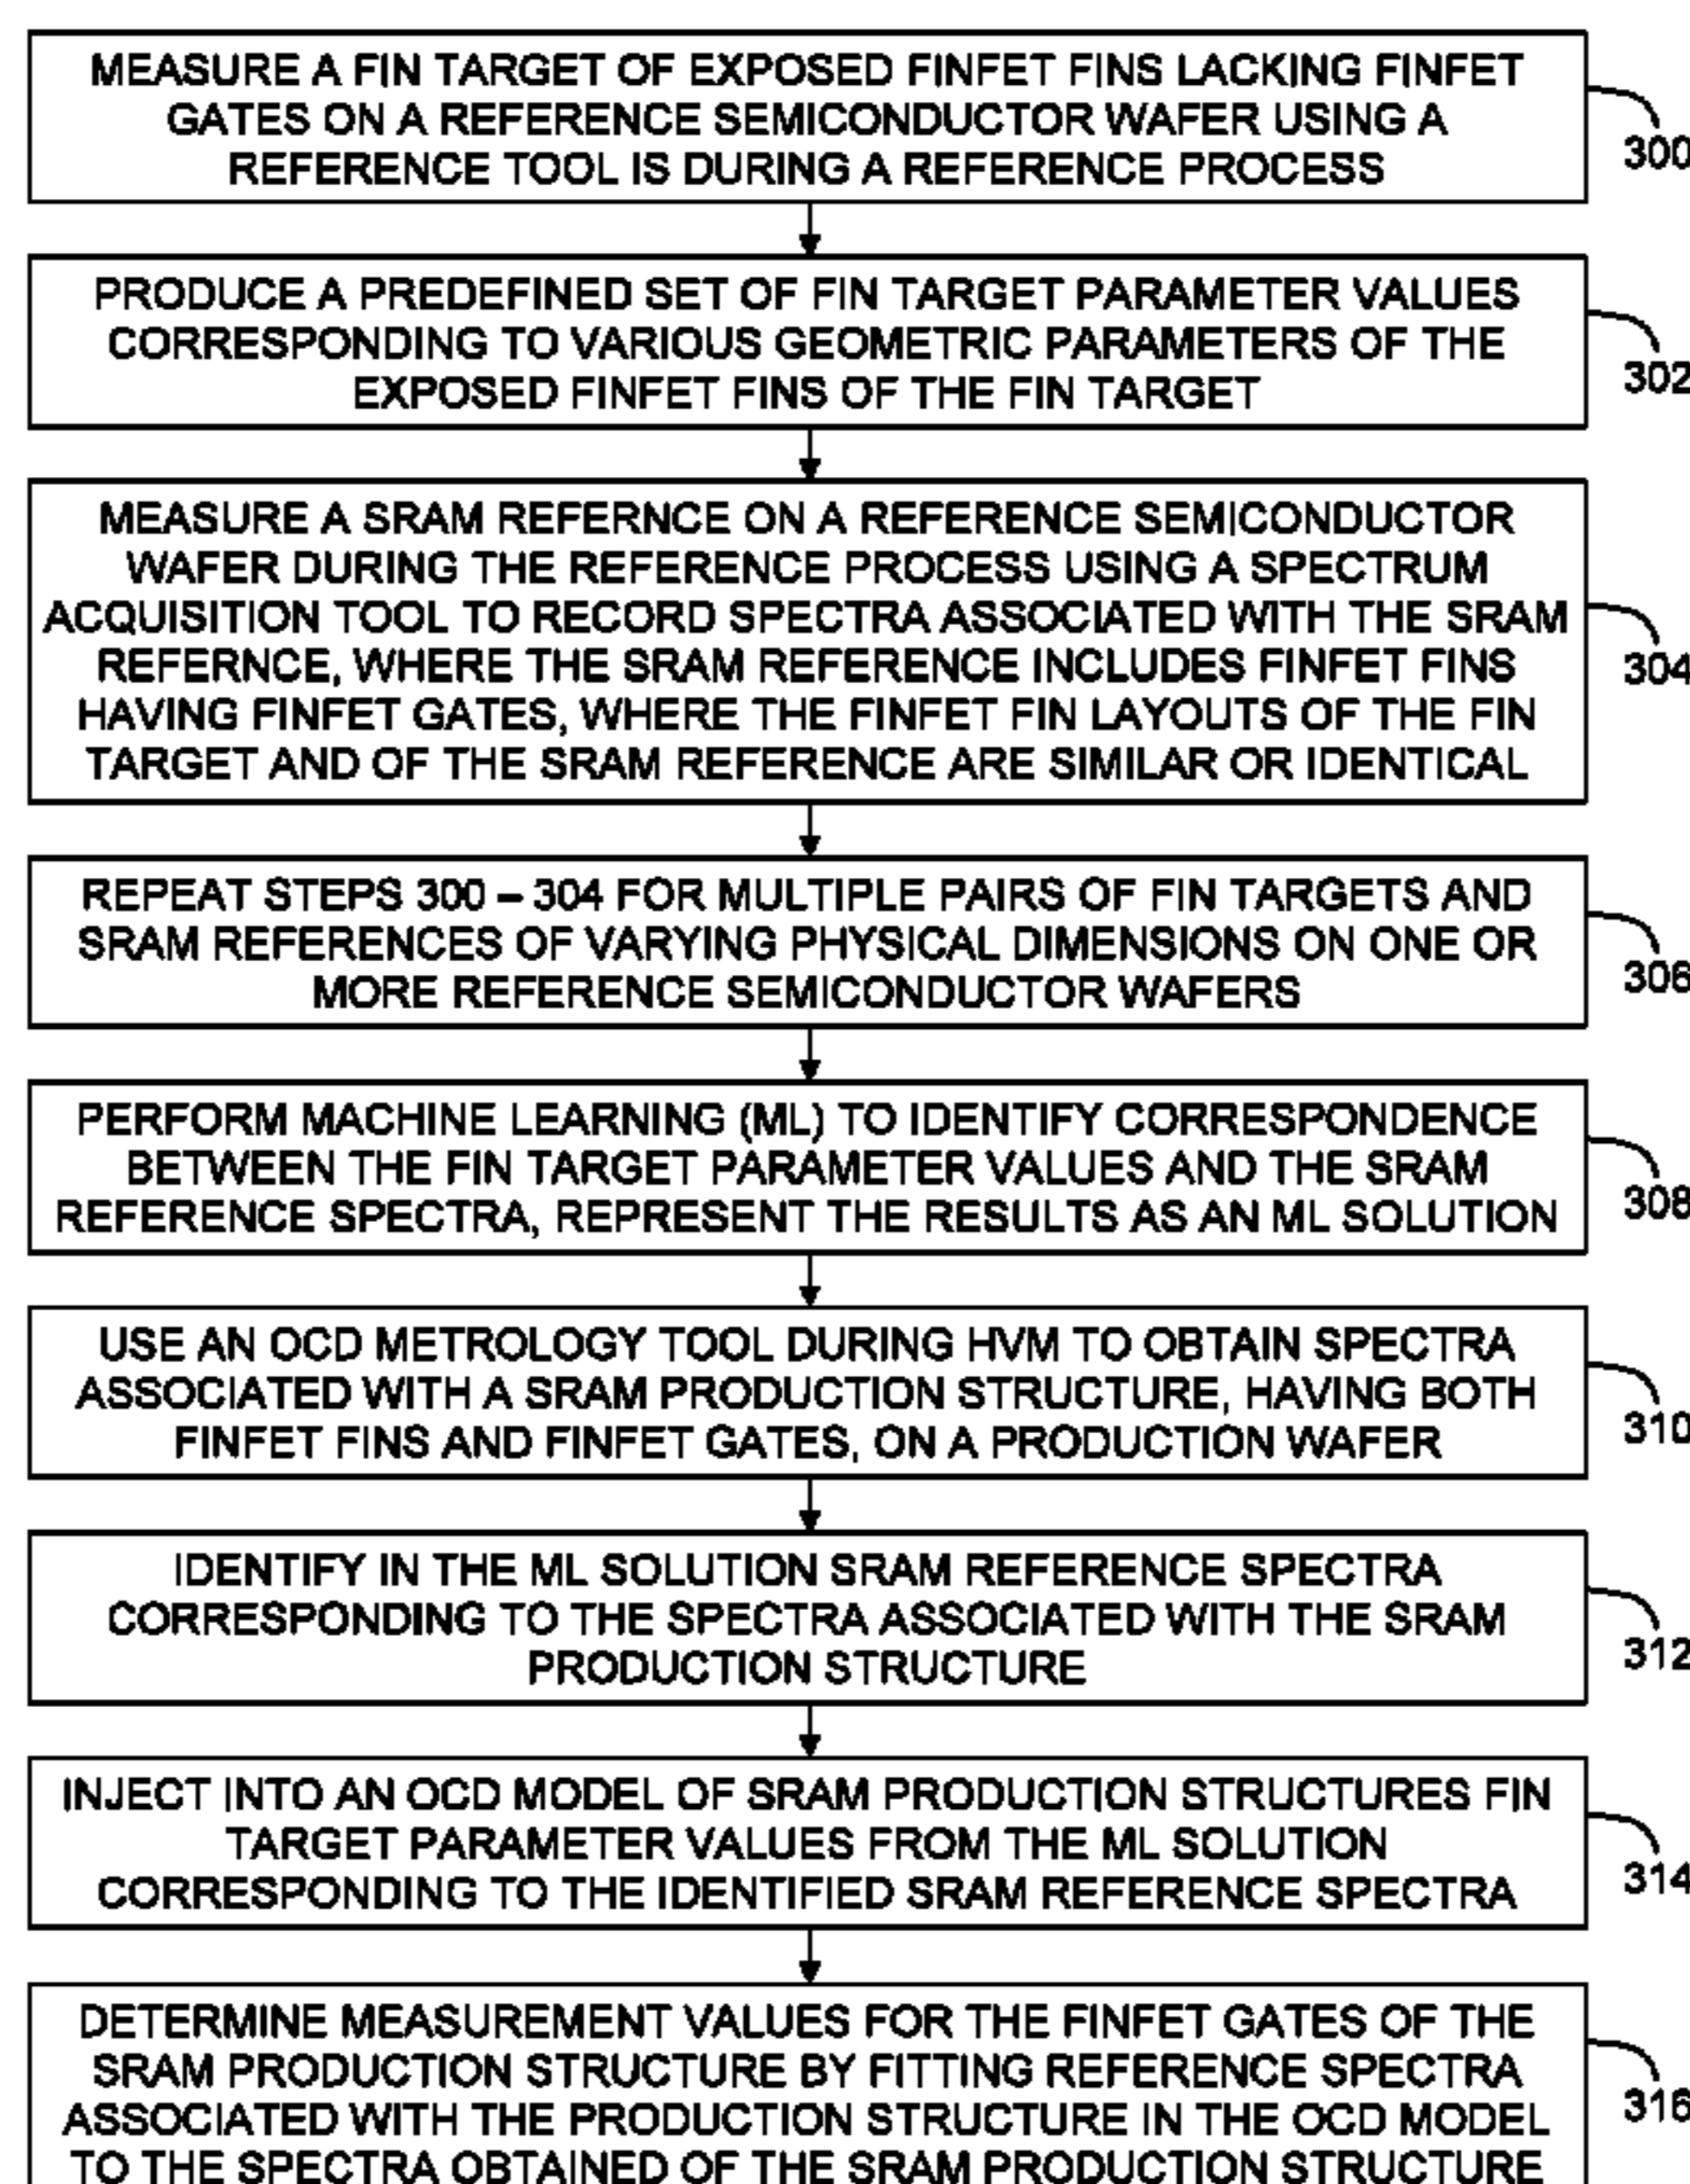 MEASURE A FIN TARGET OF EXPOSED FINFET FINS LACKING FINFET
GATES ON A REFERENCE SEMICONDUCTOR WAFER USING A
REFERENCE TOOL IS DURING A REFERENCE PROCESS
300
PRODUCE A PREDEFINED SET OF FIN TARGET PARAMETER VALUES
CORRESPONDING TO VARIOUS GEOMETRIC PARAMETERS OF THE
EXPOSED FINFET FINS OF THE FIN TARGET
302
MEASURE A SRAM REFERNCE ON A REFERENCE SEMICONDUCTOR
WAFER DURING THE REFERENCE PROCESS USING A SPECTRUM
ACQUISITION TOOL TO RECORD SPECTRA ASSOCIATED WITH THE SRAM
REFERNCE, WHERE THE SRAM REFERENCE INCLUDES FINFET FINS
HAVING FINFET GATES, WHERE THE FINFET FIN LAYOUTS OF THE FIN
TARGET AND OF THE SRAM REFERENCE ARE SIMILAR OR IDENTICAL
304
REPEAT STEPS 300 – 304 FOR MULTIPLE PAIRS OF FIN TARGETS AND
SRAM REFERENCES OF VARYING PHYSICAL DIMENSIONS ON ONE OR
MORE REFERENCE SEMICONDUCTOR WAFERS
306
PERFORM MACHINE LEARNING (ML) TO IDENTIFY CORRESPONDENCE
BETWEEN THE FIN TARGET PARAMETER VALUES AND THE SRAM
REFERENCE SPECTRA, REPRESENT THE RESULTS AS AN ML SOLUTION
308
USE AN OCD METROLOGY TOOL DURING HVM TO OBTAIN SPECTRA
ASSOCIATED WITH A SRAM PRODUCTION STRUCTURE, HAVING BOTH
FINFET FINS AND FINFET GATES, ON A PRODUCTION WAFER
310
IDENTIFY IN THE ML SOLUTION SRAM REFERENCE SPECTRA
CORRESPONDING TO THE SPECTRA ASSOCIATED WITH THE SRAM
PRODUCTION STRUCTURE
312
INJECT INTO AN OCD MODEL OF SRAM PRODUCTION STRUCTURES FIN
TARGET PARAMETER VALUES FROM THE ML SOLUTION
CORRESPONDING TO THE IDENTIFIED SRAM REFERENCE SPECTRA
314
DETERMINE MEASUREMENT VALUES FOR THE FINFET GATES OF THE
SRAM PRODUCTION STRUCTURE BY FITTING REFERENCE SPECTRA
ASSOCIATED WITH THE PRODUCTION STRUCTURE IN THE OCD MODEL
TO THE SPECTRA OBTAINED OF THE SRAM PRODUCTION STRUCTURE
316